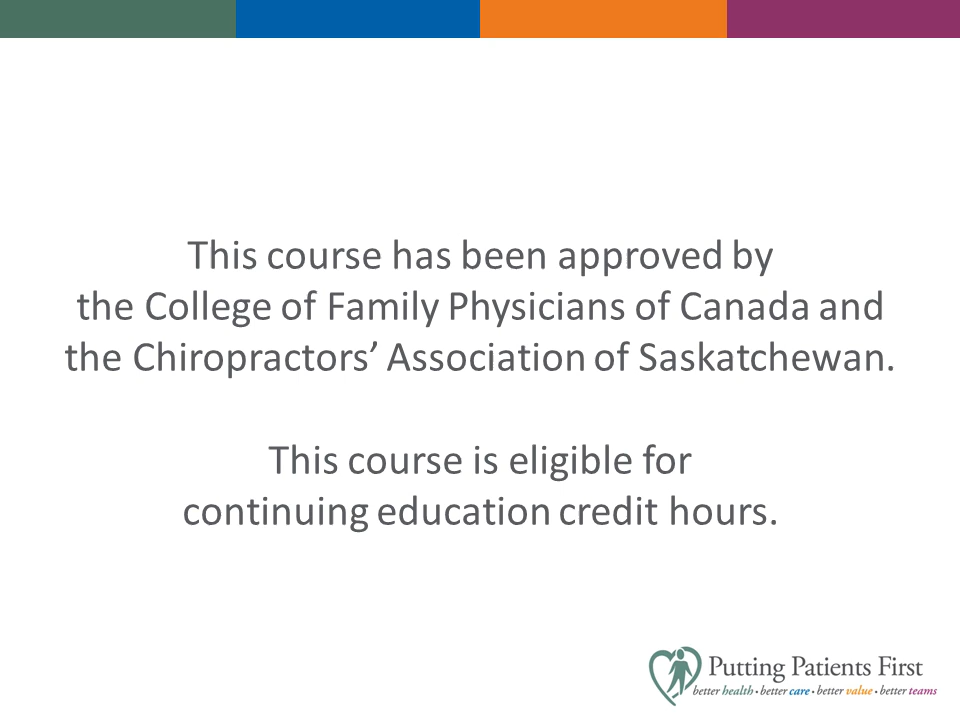 This course has been approved by
the College of Family Physicians of Canada and
the Chiropractors’ Association of Saskatchewan.
This course is eligible for
continuing education credit hours.
Putting Patients First
better health • better care • better value • better teams